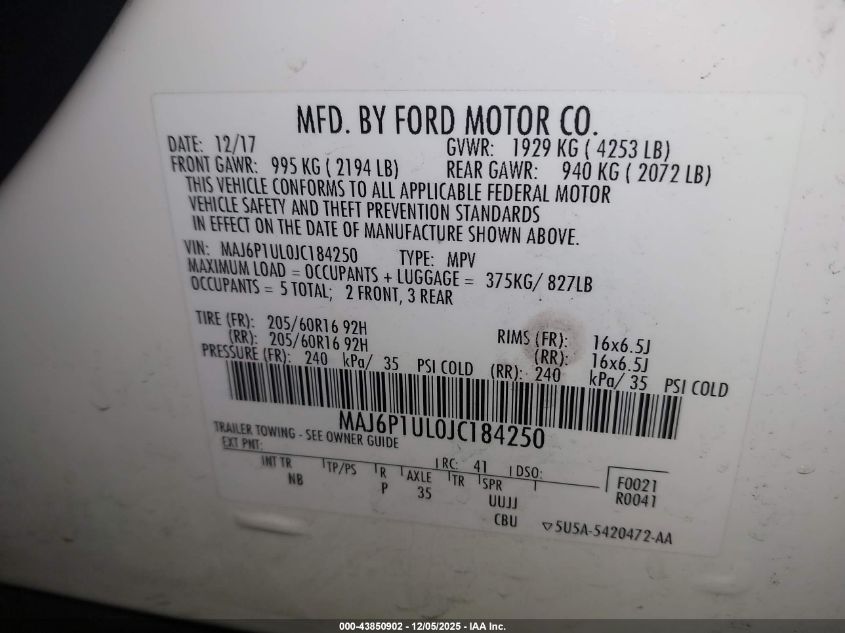 MFD. BY FORD MOTOR CO.
DATE: 12/17 GVWR: 1929 KG ( 4253 LB)
FRONT GAWR: 995 KG ( 2194 LB) REAR GAWR: 940 KG ( 2072 LB)
THIS VEHICLE CONFORMS TO ALL APPLICABLE FEDERAL MOTOR
VEHICLE SAFETY AND THEFT PREVENTION STANDARDS
IN EFFECT ON THE DATE OF MANUFACTURE SHOWN ABOVE.
VIN: MAJ6P1UL0JC184250 TYPE: MPV
MAXIMUM LOAD = OCCUPANTS + LUGGAGE = 375KG/ 827LB
OCCUPANTS = 5 TOTAL; 2 FRONT, 3 REAR
TIRE (FR): 205/60R16 92H RIMS (FR): 16x6.5J
(RR): 205/60R16 92H (RR): 16x6.5J
PRESSURE (FR): 240 kPa/ 35 PSI COLD (RR): 240 kPa/ 35 PSI COLD
MAJ6P1UL0JC184250
TRAILER TOWING - SEE OWNER GUIDE
EXT PNT: RC: 41 DSO:
INT TR TP/PS R AXLE TR SPR F0021
NB P 35 UUJJ R0041
CBU ▽5U5A-5420472-AA
000-43850902 - 12/05/2025 - IAA Inc.